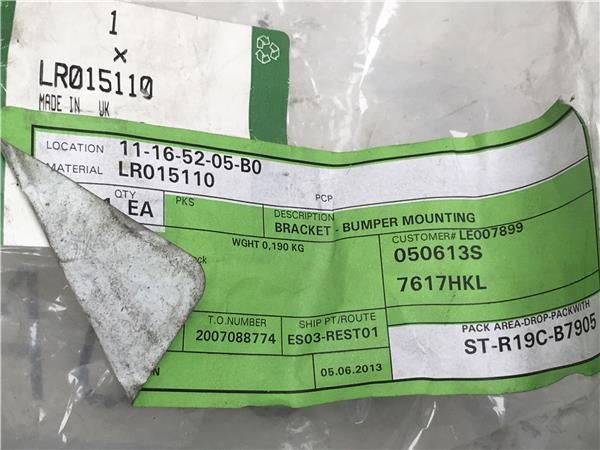 1
x
LR015110
MADE IN UK
LOCATION 11-16-52-05-B0
MATERIAL LR015110
PCP
QTY PKS
1 EA
DESCRIPTION
BRACKET - BUMPER MOUNTING
WGHT 0,190 KG
CUSTOMER# LE007899
050613S
7617HKL
T.O.NUMBER SHIP PT/ROUTE
2007088774 ES03-REST01
PACK AREA-DROP-PACKWITH
ST-R19C-B7905
05.06.2013